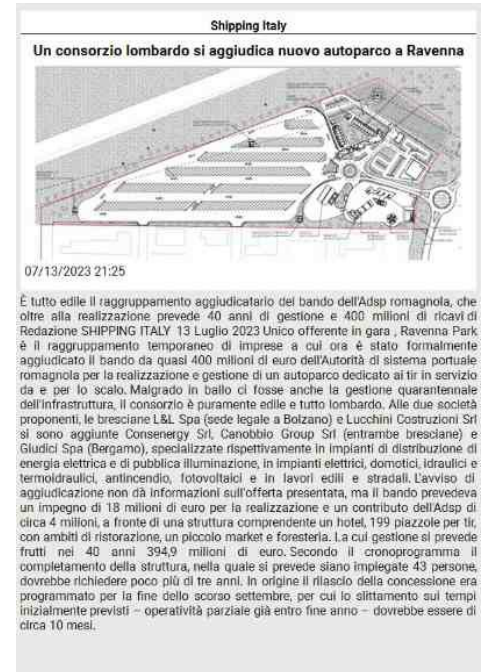 Shipping Italy
Un consorzio lombardo si aggiudica nuovo autoparco a Ravenna
07/13/2023 21:25
È tutto edile il raggruppamento aggiudicatario del bando dell'Adsp romagnola, che
oltre alla realizzazione prevede 40 anni di gestione e 400 milioni di ricavi di
Redazione SHIPPING ITALY 13 Luglio 2023 Unico offerente in gara , Ravenna Park
è il raggruppamento temporaneo di imprese a cui ora è stato formalmente
aggiudicato il bando da quasi 400 milioni di euro dell'Autorità di sistema portuale
romagnola per la realizzazione e gestione di un autoparco dedicato ai tir in servizio
da e per lo scalo. Malgrado in ballo ci fosse anche la gestione quarantennale
dell'infrastruttura, il consorzio è puramente edile e tutto lombardo. Alle due società
proponenti, le bresciane L&L Spa (sede legale a Bolzano) e Lucchini Costruzioni Srl
si sono aggiunte Consenergy Srl, Canobbio Group Srl (entrambe bresciane) e
Giudici Spa (Bergamo), specializzate rispettivamente in impianti di distribuzione di
energia elettrica e di pubblica illuminazione, in impianti elettrici, domotici, idraulici e
termoidraulici, antincendio, fotovoltaici e in lavori edili e stradali. L'avviso di
aggiudicazione non dà informazioni sull'offerta presentata, ma il bando prevedeva
un impegno di 18 milioni di euro per la realizzazione e un contributo dell'Adsp di
circa 4 milioni, a fronte di una struttura comprendente un hotel, 199 piazzole per tir,
con ambiti di ristorazione, un piccolo market e foresteria. La cui gestione si prevede
frutti nei 40 anni 394,9 milioni di euro. Secondo il cronoprogramma il
completamento della struttura, nella quale si prevede siano impiegate 43 persone,
dovrebbe richiedere poco più di tre anni. In origine il rilascio della concessione era
programmato per la fine dello scorso settembre, per cui lo slittamento sui tempi
inizialmente previsti – operatività parziale già entro fine anno – dovrebbe essere di
circa 10 mesi.